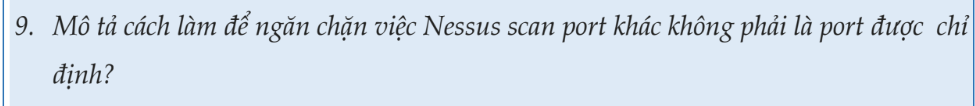 9. Mô tả cách làm để ngăn chặn việc Nessus scan port khác không phải là port được chỉ
định?